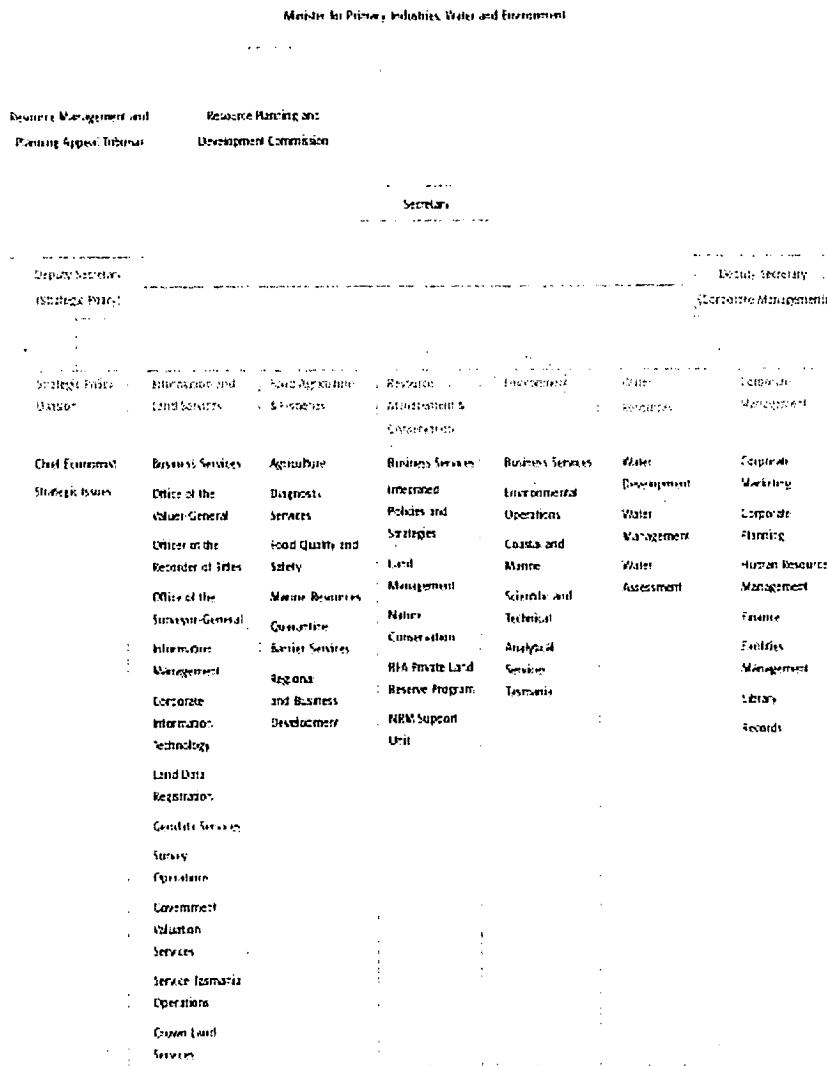 Minister for Primary Industries, Water and Environment
Resource Management and
Planning Appeal Tribunal
Resource Planning and
Development Commission
Secretary
Deputy Secretary
(Strategic Policy)
Deputy Secretary
(Corporate Management)
Strategic Policy
Division
Chief Economist
Strategic Issues
Information and
Land Services
Business Services
Office of the
Valuer-General
Officer of the
Recorder of Titles
Office of the
Surveyor-General
Information
Management
Corporate
Information
Technology
Land Data
Registration
Geodata Services
Survey
Operations
Government
Valuation
Services
Service Tasmania
Operations
Crown Land
Services
Food Agriculture
& Fisheries
Agriculture
Diagnostic
Services
Food Quality and
Safety
Marine Resources
Quarantine
Barrier Services
Regional
and Business
Development
Resource
Management &
Conservation
Business Services
Integrated
Policies and
Strategies
Land
Management
Nature
Conservation
RFA Private Land
Reserve Program
NRM Support
Unit
Environment
Business Services
Environmental
Operations
Coastal and
Marine
Scientific and
Technical
Analytical
Services
Tasmania
Water
Resources
Water
Development
Water
Management
Water
Assessment
Corporate
Management
Corporate
Marketing
Corporate
Planning
Human Resource
Management
Finance
Facilities
Management
Library
Records